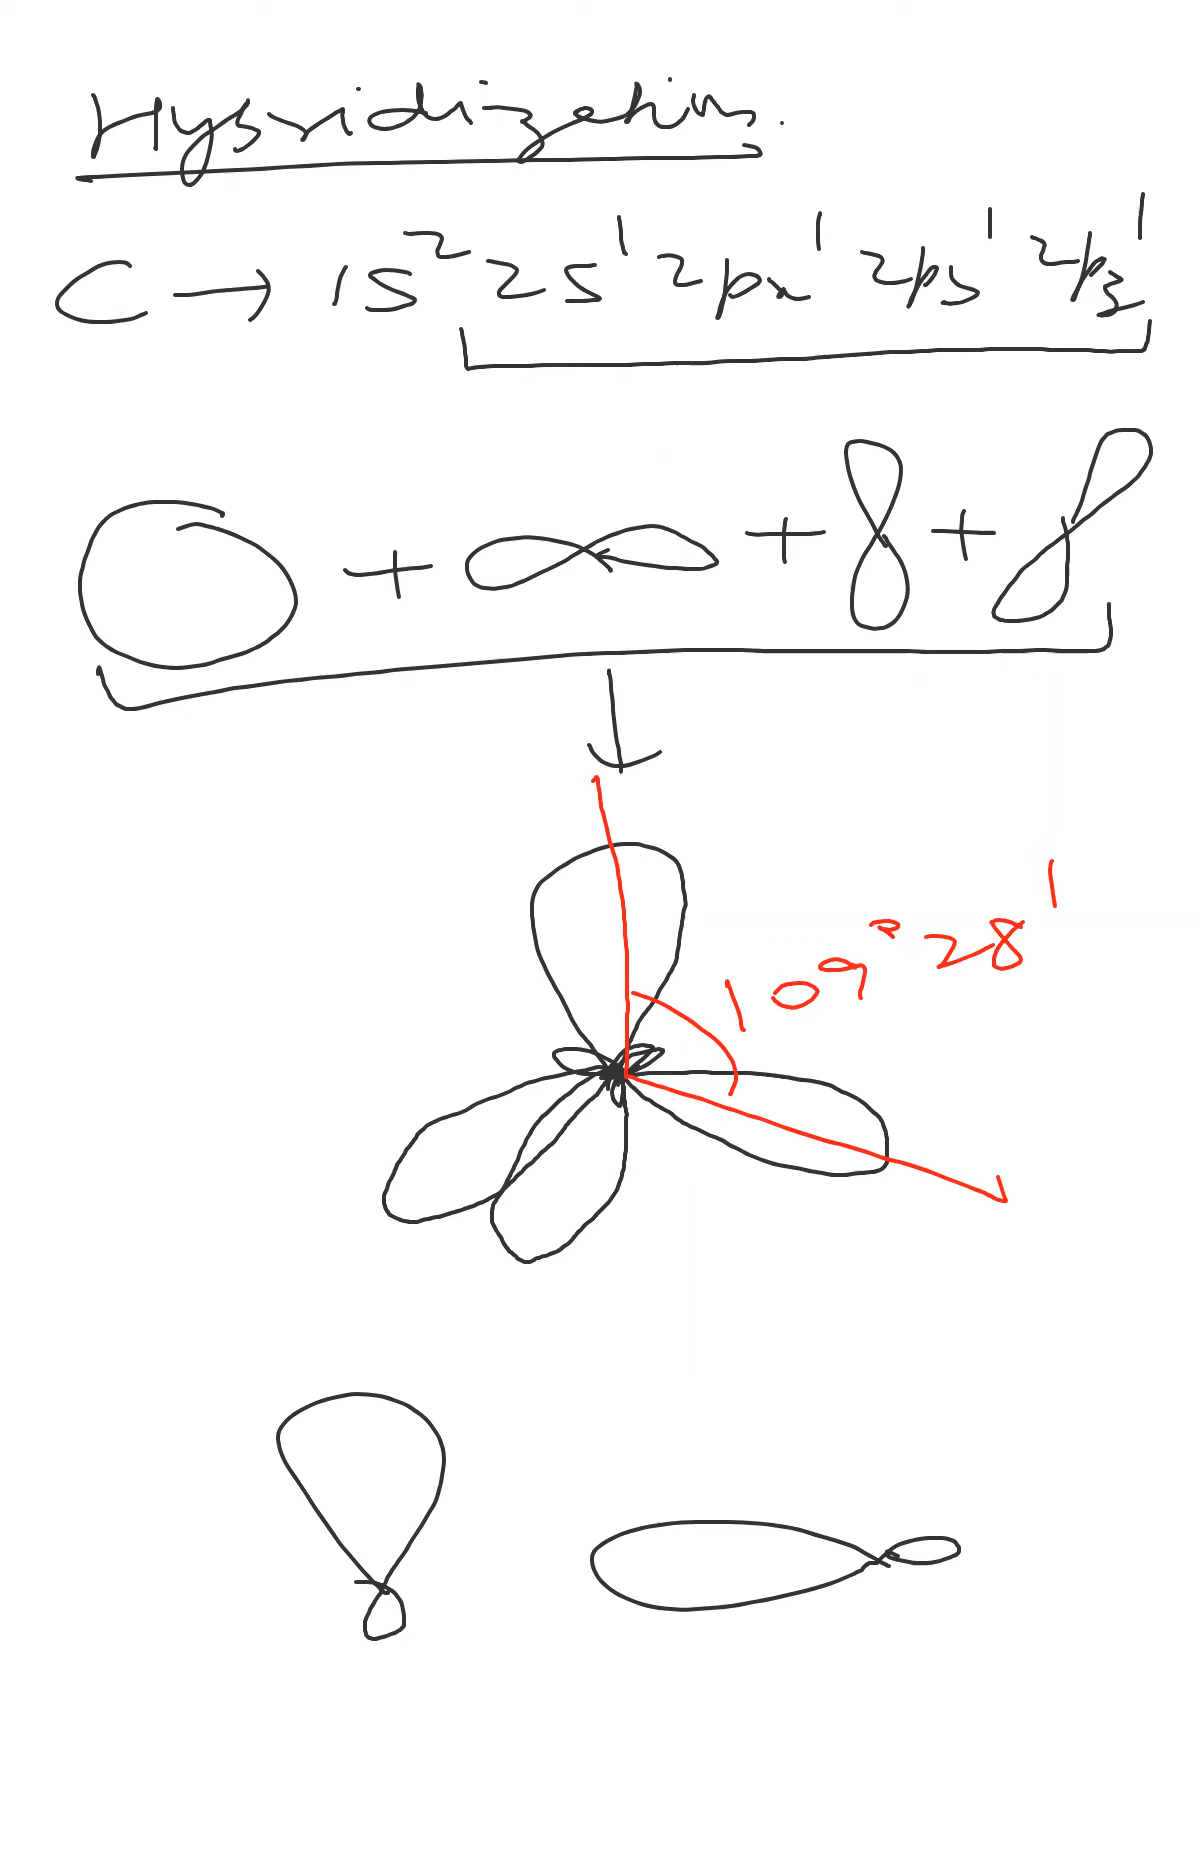 Hybridization.
C → 1s² 2s¹ 2px¹ 2py¹ 2pz¹
+ + +
109° 28'